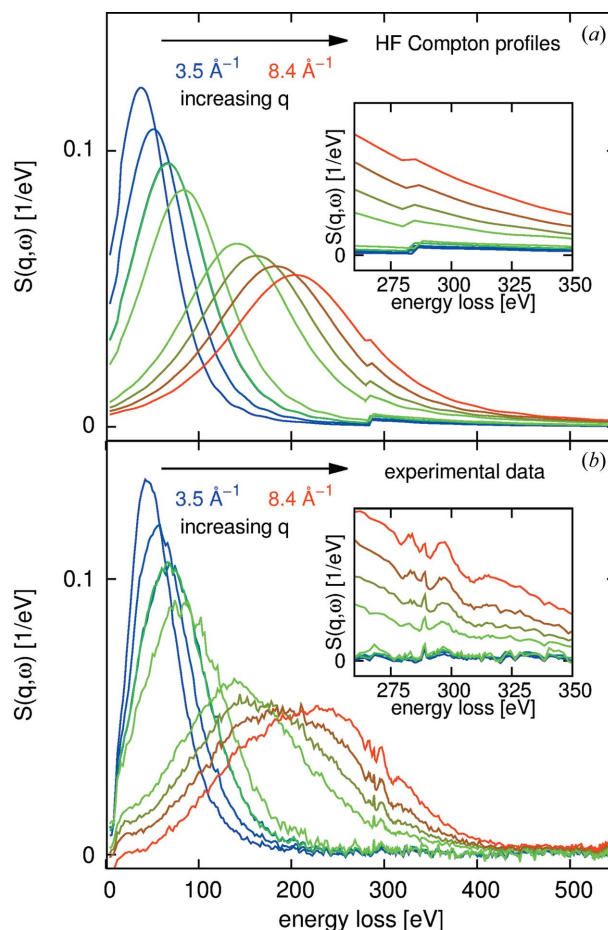 (a)
HF Compton profiles
3.5 Å⁻¹ 8.4 Å⁻¹
increasing q
S(q,ω) [1/eV]
0.1
0
S(q,ω) [1/eV]
0
275 300 325 350
energy loss [eV]
(b)
experimental data
3.5 Å⁻¹ 8.4 Å⁻¹
increasing q
S(q,ω) [1/eV]
0.1
0
S(q,ω) [1/eV]
0
275 300 325 350
energy loss [eV]
0 100 200 300 400 500
energy loss [eV]